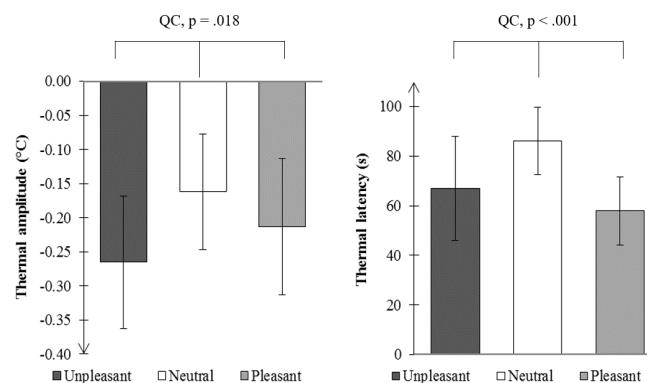 QC, p = .018
Thermal amplitude (°C)
0.00
-0.05
-0.10
-0.15
-0.20
-0.25
-0.30
-0.35
-0.40
Unpleasant Neutral Pleasant
QC, p < .001
Thermal latency (s)
100
80
60
40
20
0
Unpleasant Neutral Pleasant